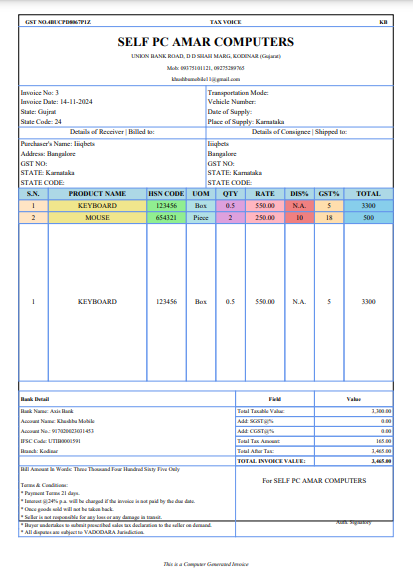 GST NO.4BUCPD8067P1Z TAX VOICE KB
SELF PC AMAR COMPUTERS
UNION BANK ROAD, D D SHAH MARG, KODINAR (Gujarat)
Mob: 09375101121, 09275289765
khushbumobile11@gmail.com
Invoice No: 3 Transportation Mode:
Invoice Date: 14-11-2024 Vehicle Number:
State: Gujrat Date of Supply:
State Code: 24 Place of Supply: Karnataka
Details of Receiver | Billed to: Details of Consignee | Shipped to:
Purchaser's Name: Iiiqbets Iiiqbets
Address: Bangalore Bangalore
GST NO: GST NO:
STATE: Karnataka STATE: Karnataka
STATE CODE: STATE CODE:
S.N. PRODUCT NAME HSN CODE UOM QTY RATE DIS% GST% TOTAL
1 KEYBOARD 123456 Box 0.5 550.00 N.A. 5 3300
2 MOUSE 654321 Piece 2 250.00 10 18 500
1 KEYBOARD 123456 Box 0.5 550.00 N.A. 5 3300
Bank Detail Field Value
Bank Name: Axis Bank Total Taxable Value: 3,300.00
Account Name: Khushbu Mobile Add: SGST@% 0.00
Account No.: 917020023031453 Add: CGST@% 0.00
IFSC Code: UTIB0001591 Total Tax Amount: 165.00
Branch: Kodinar Total After Tax: 3,465.00
TOTAL INVOICE VALUE: 3,465.00
Bill Amount In Words: Three Thousand Four Hundred Sixty Five Only
For SELF PC AMAR COMPUTERS
Terms & Conditions:
* Payment Terms 21 days.
* Interest @24% p.a. will be charged if the invoice is not paid by the due date.
* Once goods sold will not be taken back.
* Seller is not responsible for any loss or any damage in transit.
Auth. Signatory
* Buyer undertakes to submit prescribed sales tax declaration to the seller on demand.
* All disputes are subject to VADODARA Jurisdiction.
This is a Computer Generated Invoice